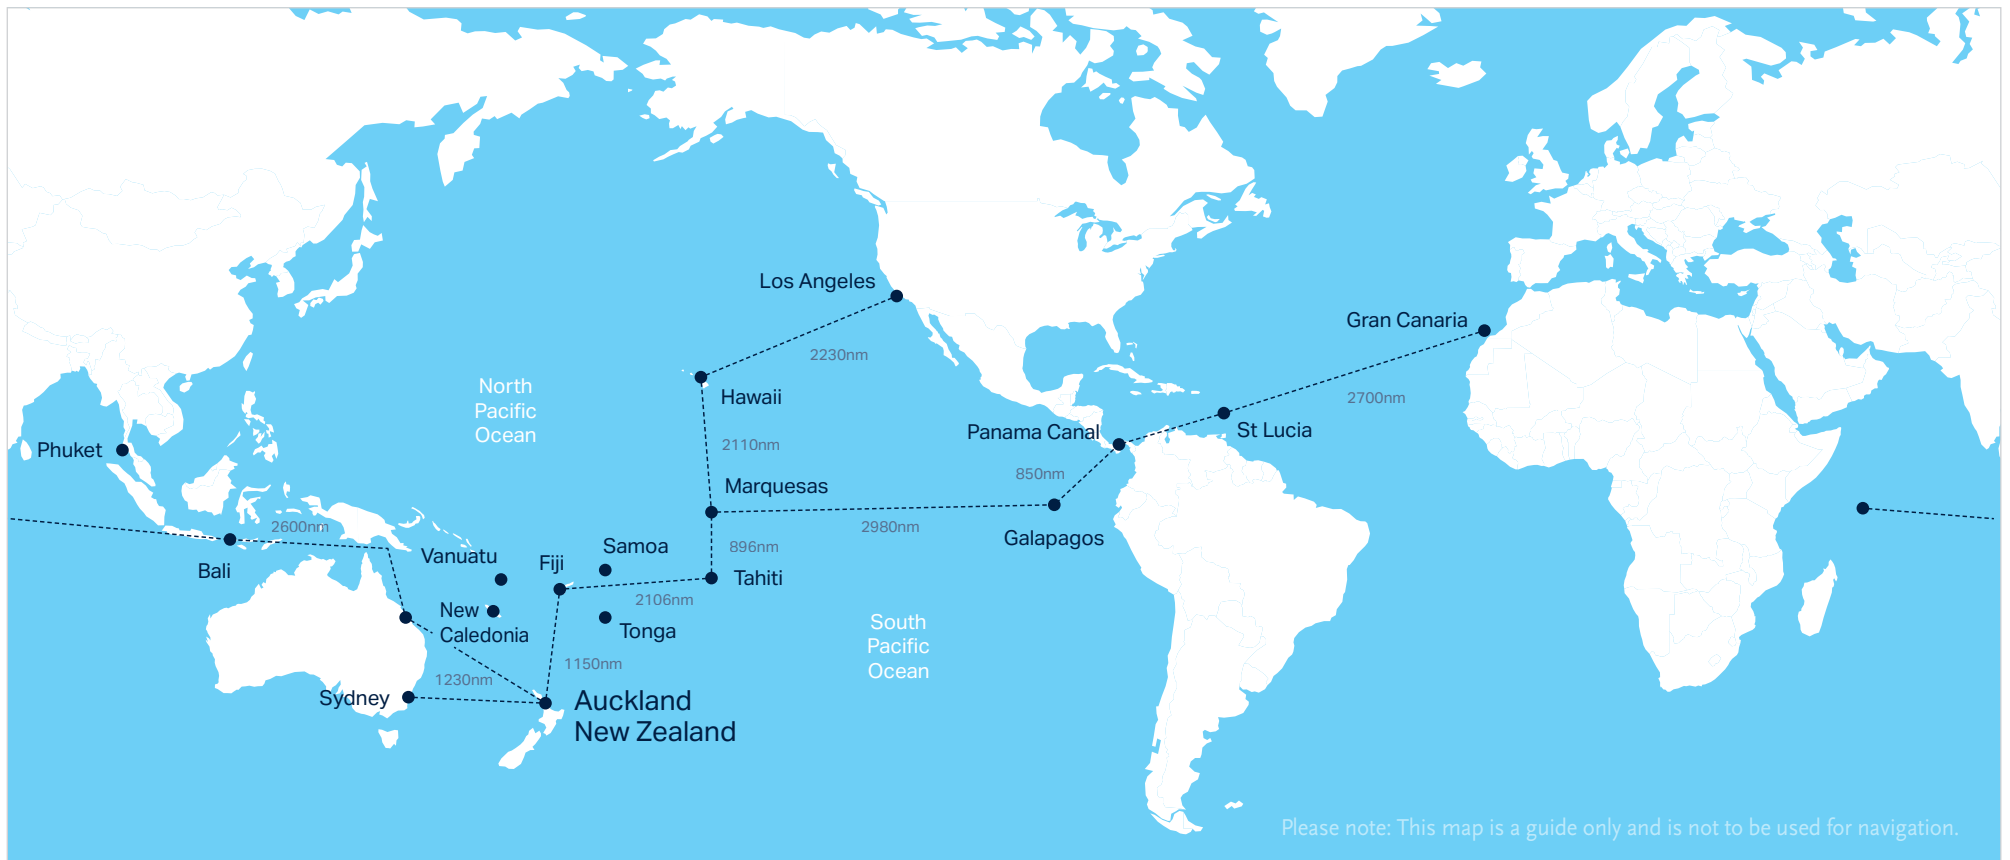 Los Angeles
Gran Canaria
2230nm
North
Pacific
Ocean
Hawaii
2700nm
Panama Canal
St Lucia
Phuket
2110nm
850nm
Marquesas
2600nm
2980nm
Galapagos
Vanuatu
Samoa
896nm
Fiji
Bali
Tahiti
2106nm
New
Caledonia
Tonga
South
Pacific
Ocean
1150nm
1230nm
Sydney
Auckland
New Zealand
Please note: This map is a guide only and is not to be used for navigation.